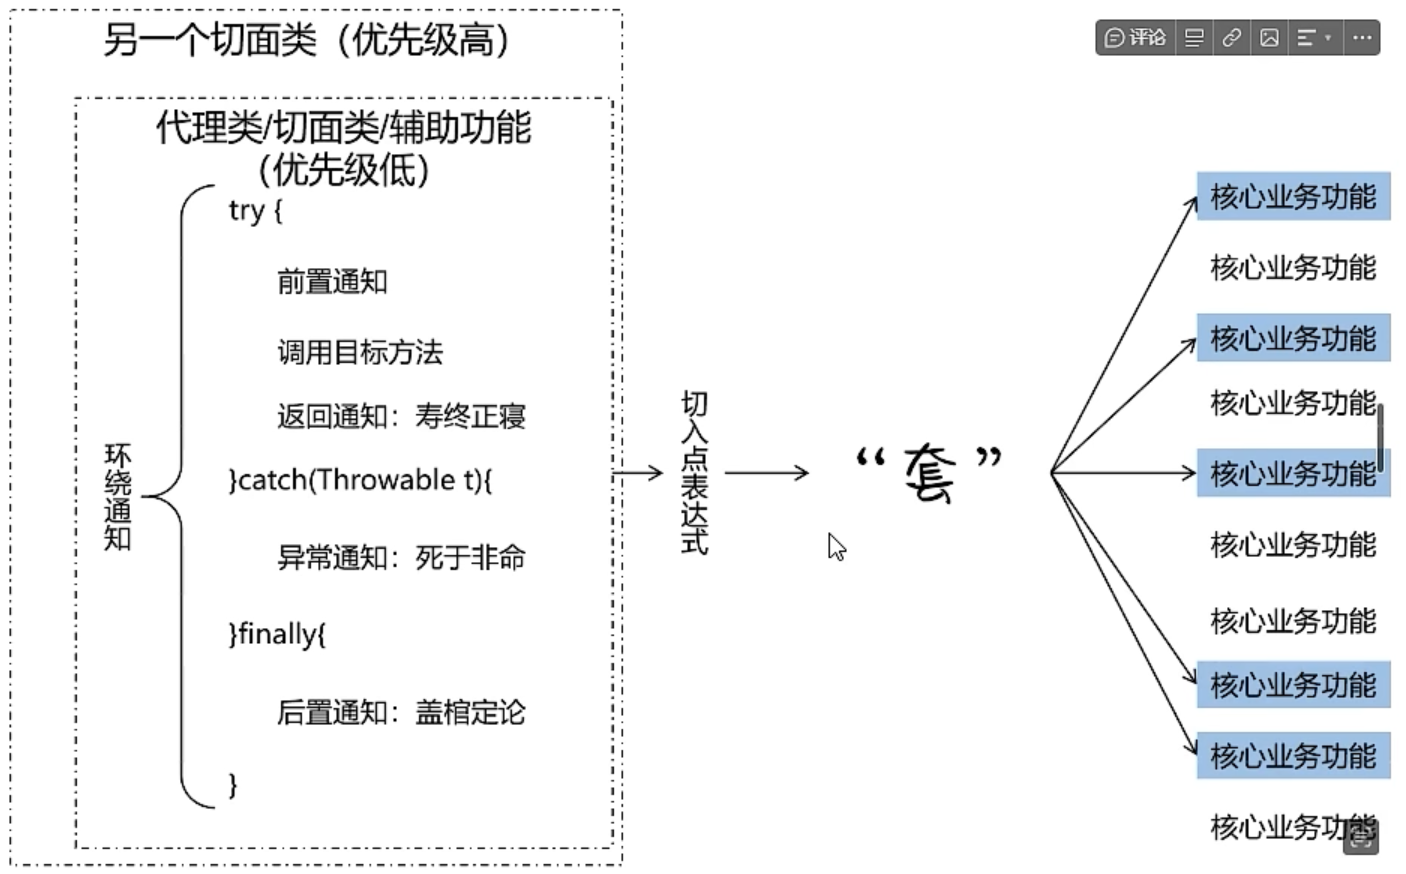 另一个切面类（优先级高）
评论
代理类/切面类/辅助功能
（优先级低）
try {
前置通知
调用目标方法
返回通知：寿终正寝
}catch(Throwable t){
异常通知：死于非命
}finally{
后置通知：盖棺定论
}
环绕通知
切入点表达式
“套”
核心业务功能
核心业务功能
核心业务功能
核心业务功能
核心业务功能
核心业务功能
核心业务功能
核心业务功能
核心业务功能
核心业务功能